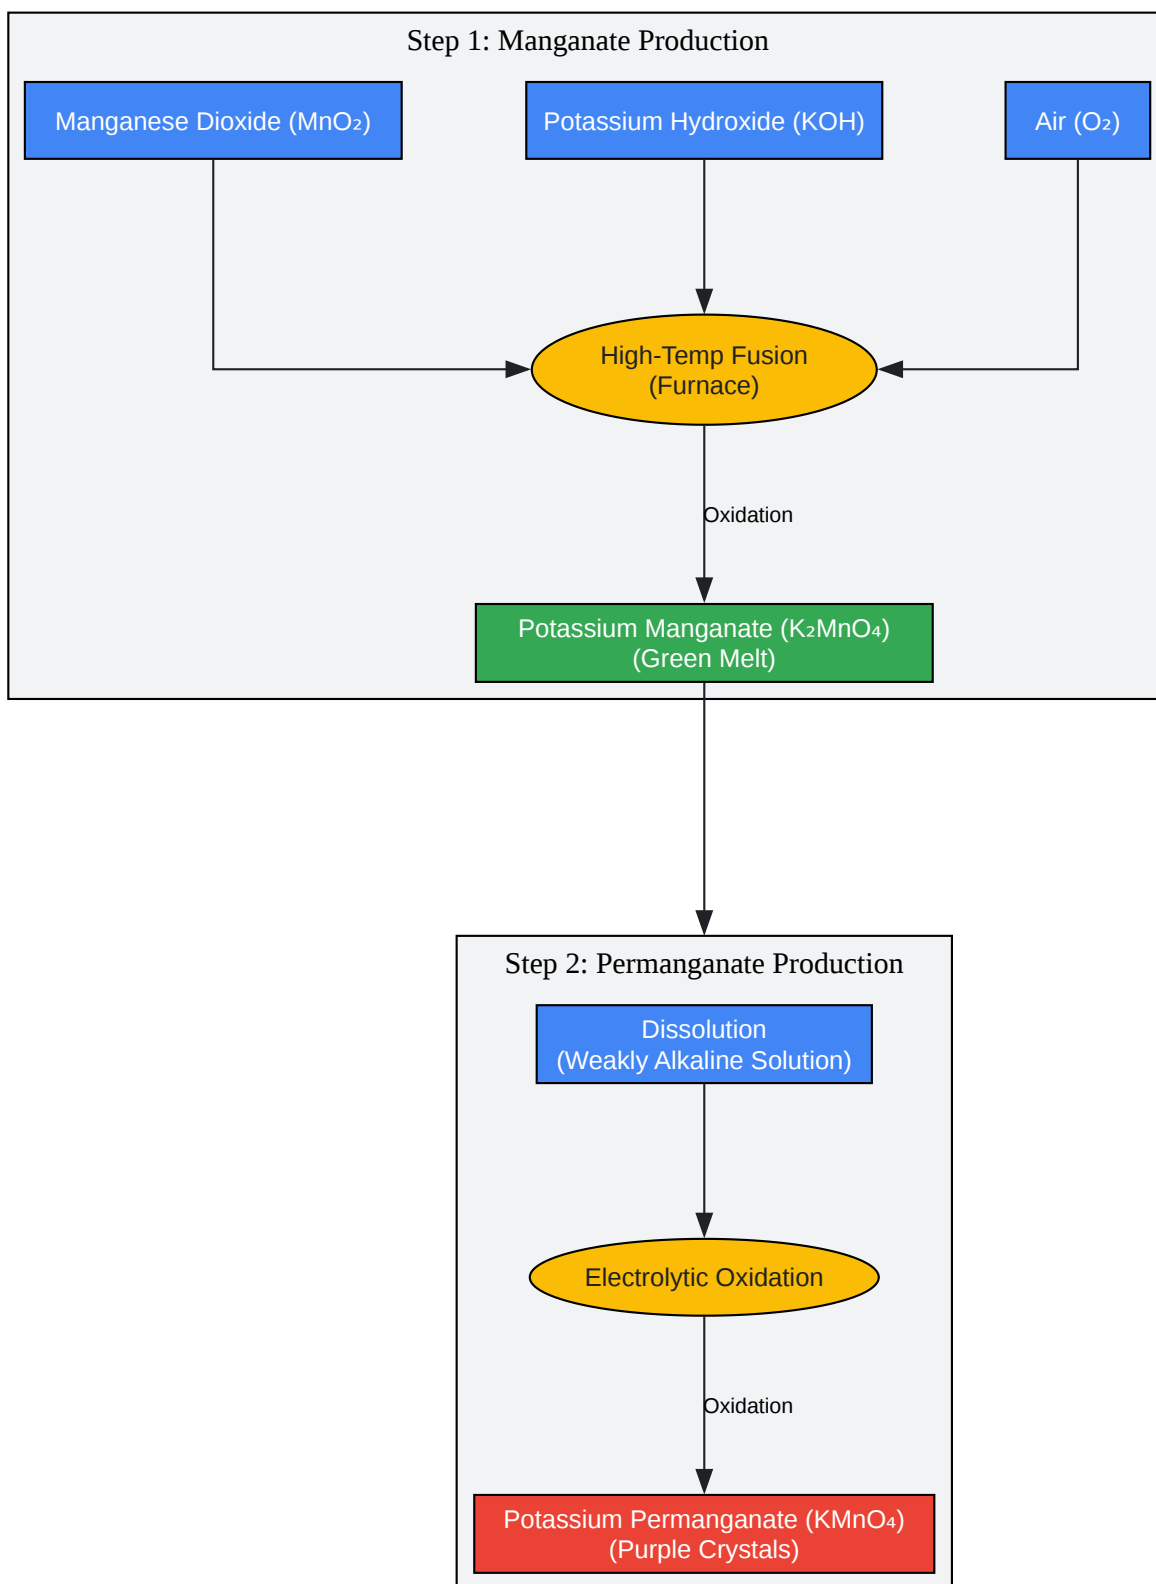 Step 1: Manganate Production
Manganese Dioxide (MnO₂)
Potassium Hydroxide (KOH)
Air (O₂)
High-Temp Fusion
(Furnace)
Oxidation
Potassium Manganate (K₂MnO₄)
(Green Melt)
Step 2: Permanganate Production
Dissolution
(Weakly Alkaline Solution)
Electrolytic Oxidation
Oxidation
Potassium Permanganate (KMnO₄)
(Purple Crystals)